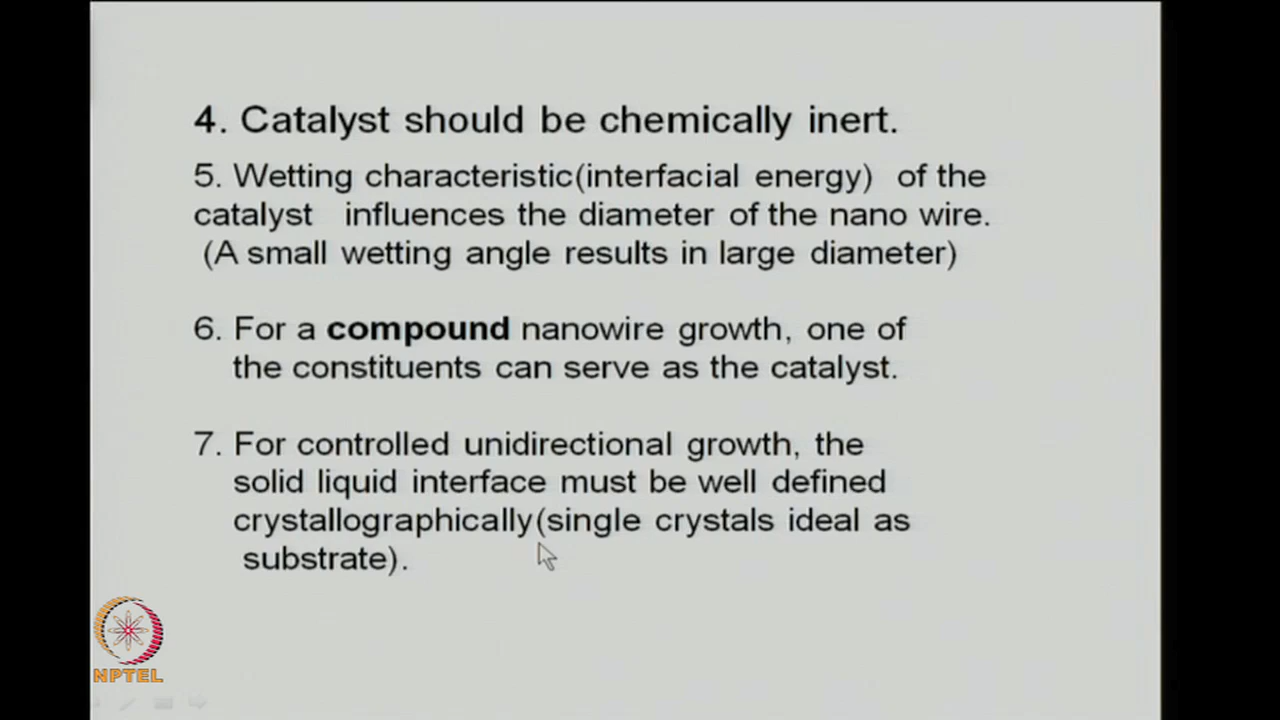 4. Catalyst should be chemically inert.
5. Wetting characteristic(interfacial energy) of the
catalyst influences the diameter of the nano wire.
(A small wetting angle results in large diameter)
6. For a compound nanowire growth, one of
the constituents can serve as the catalyst.
7. For controlled unidirectional growth, the
solid liquid interface must be well defined
crystallographically(single crystals ideal as
substrate).
NPTEL